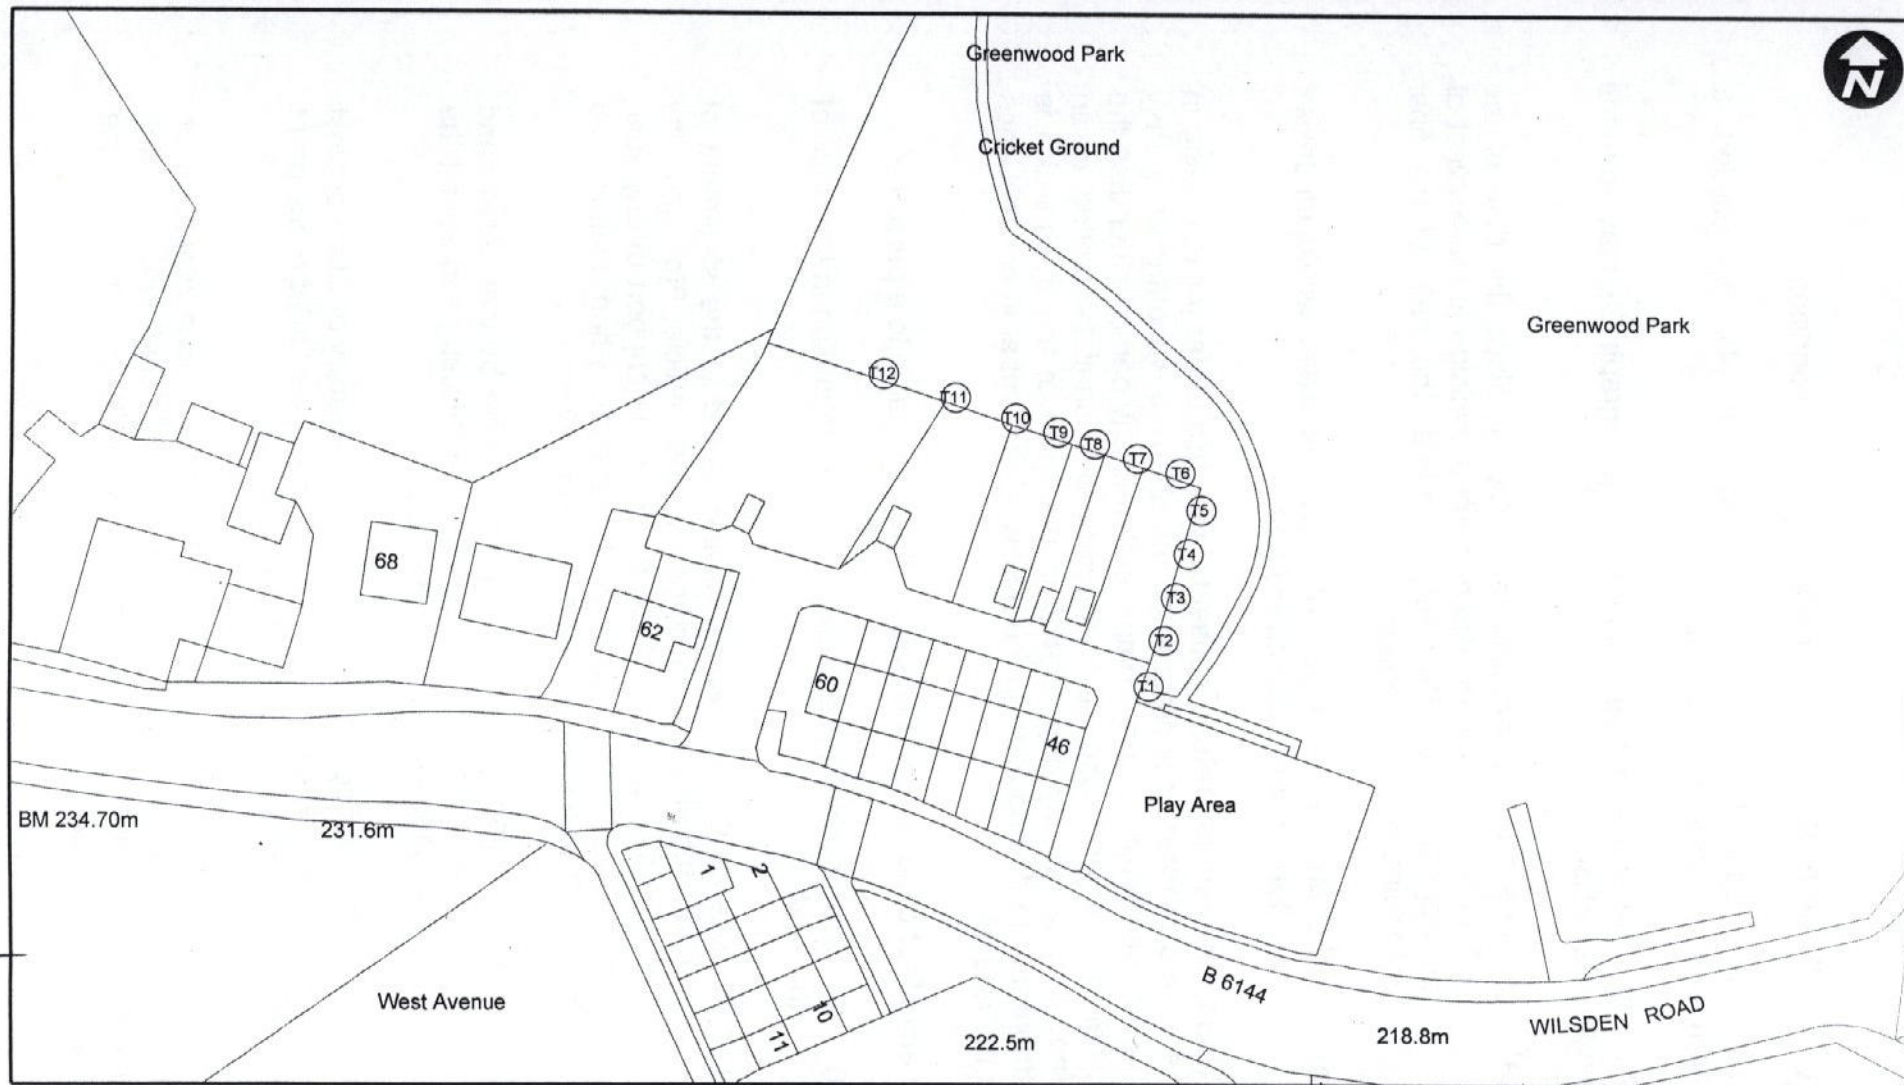 Greenwood Park
N
Cricket Ground
Greenwood Park
T12
T11
T10
T9
T8
T7
T6
T5
T4
T3
T2
T1
68
62
60
46
Play Area
BM 234.70m
231.6m
1
2
10
11
West Avenue
B 6144
WILSDEN ROAD
218.8m
222.5m